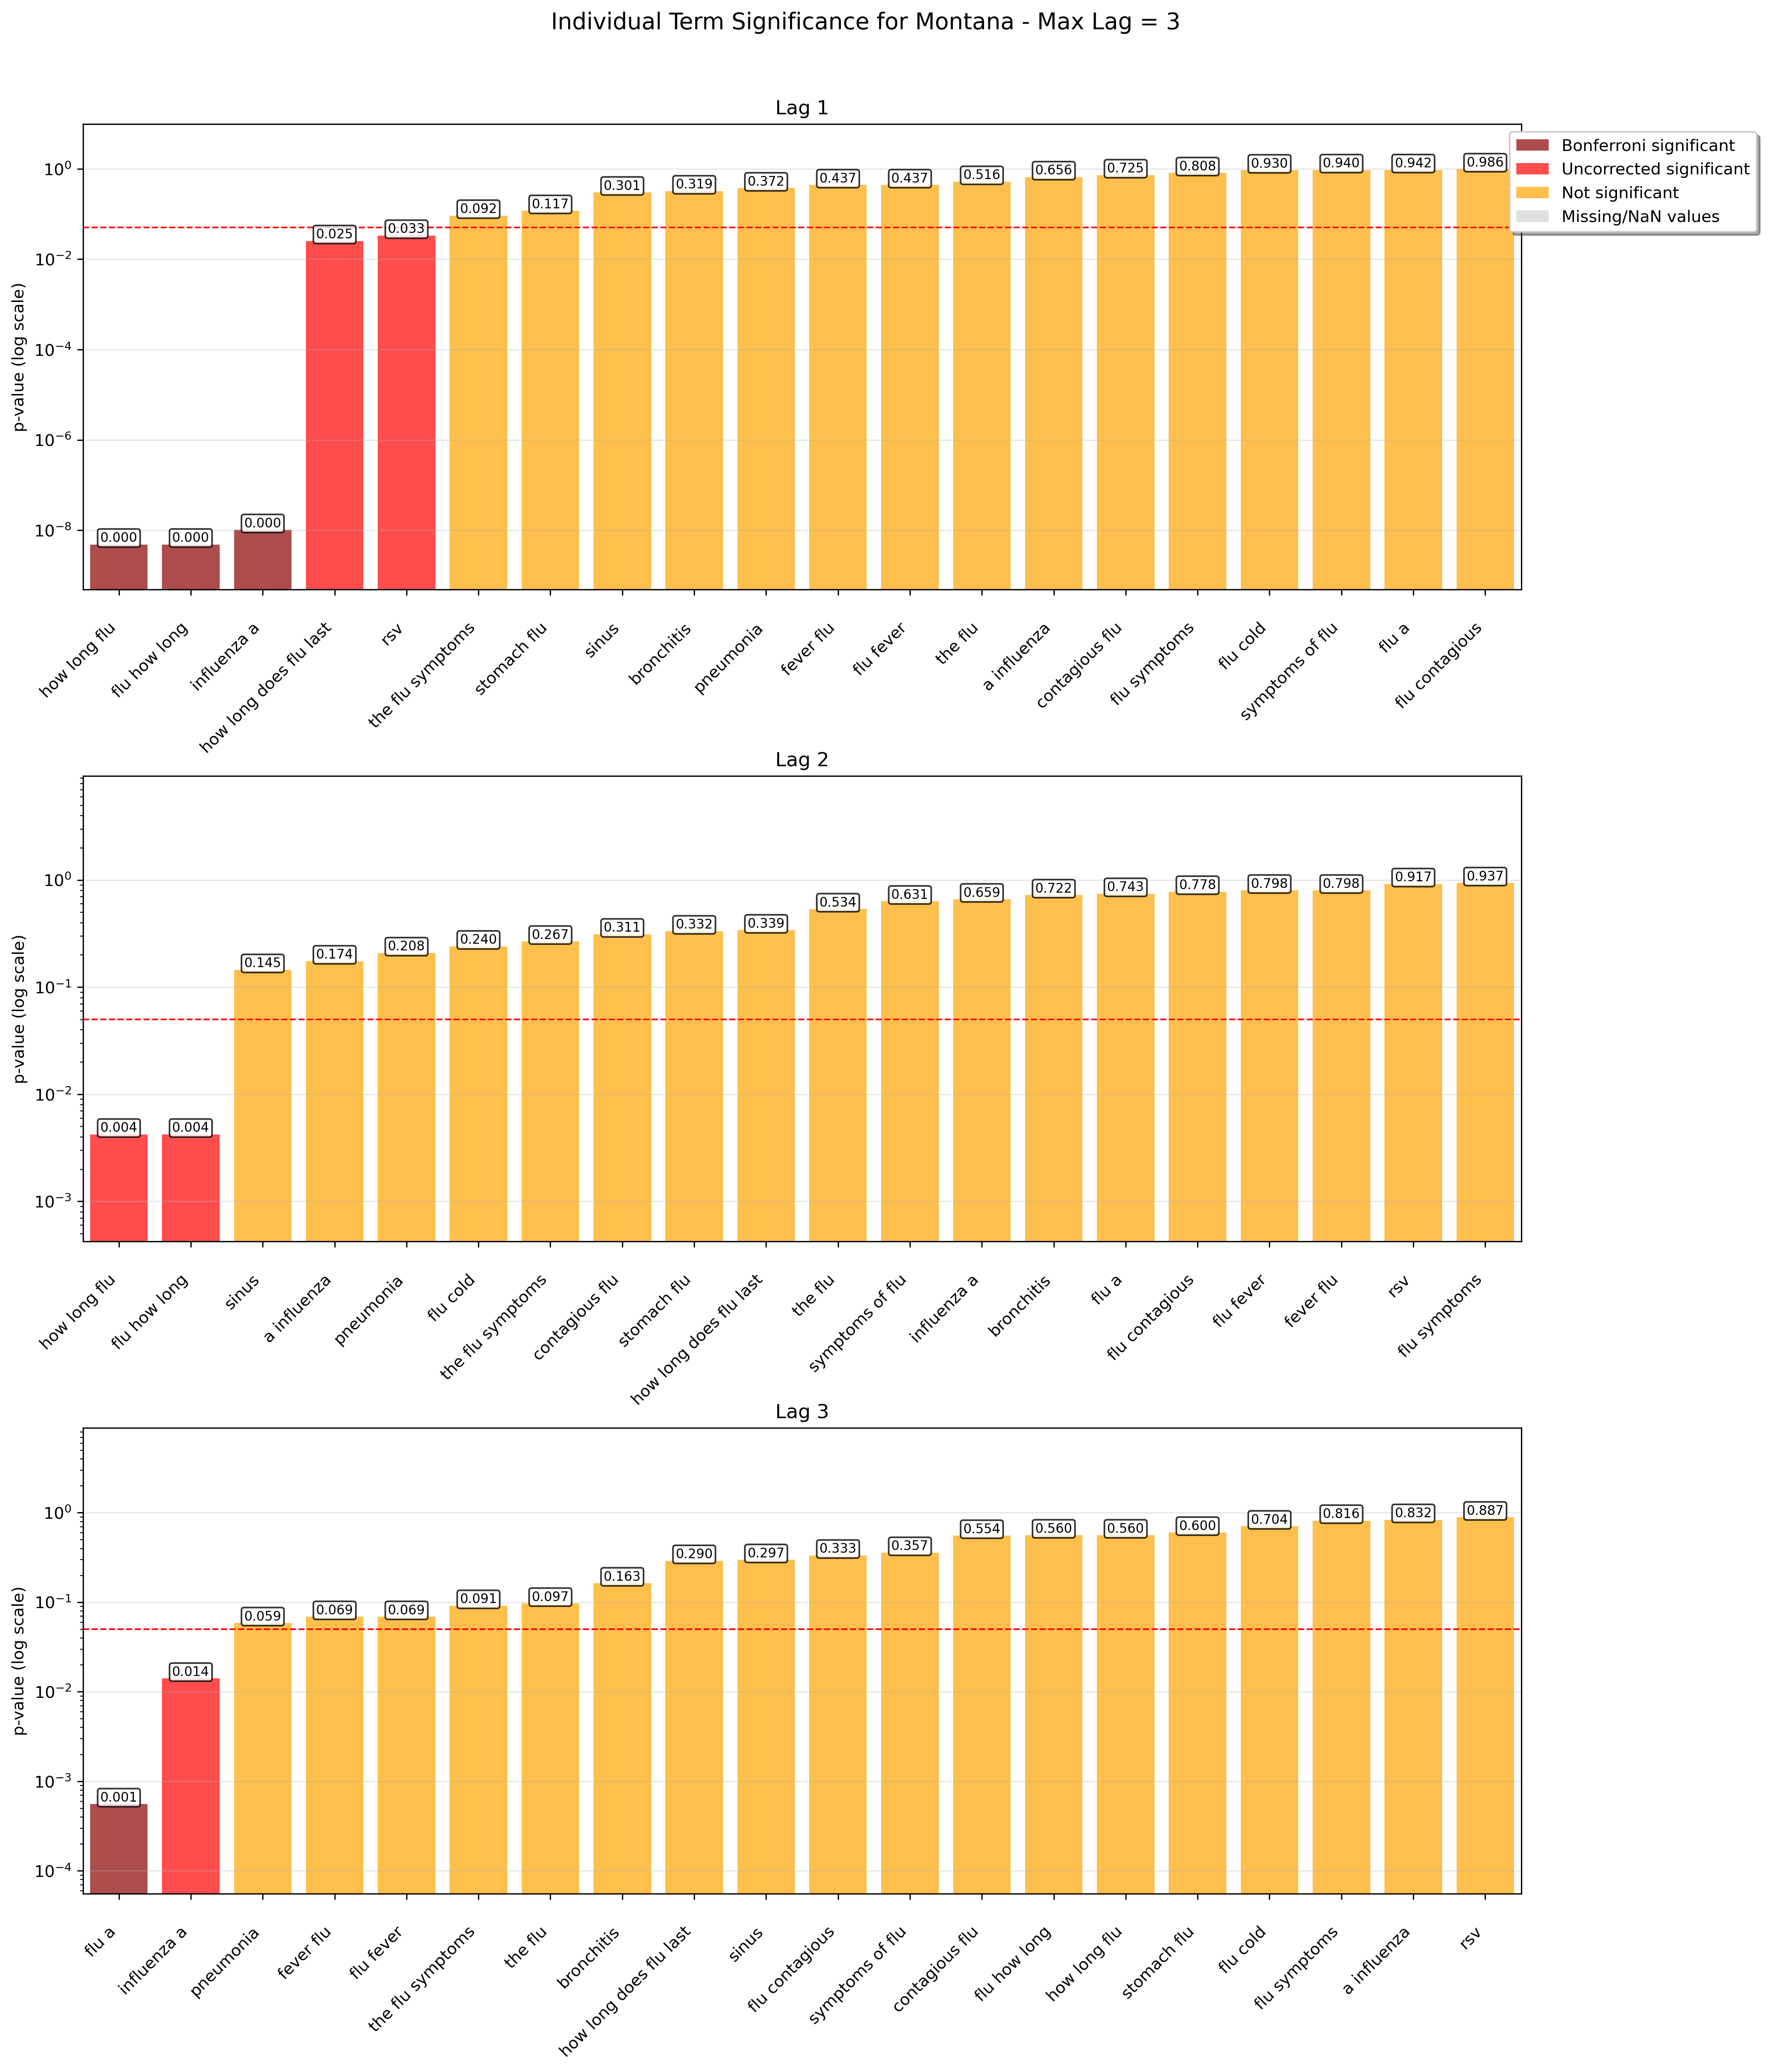 Individual Term Significance for Montana - Max Lag = 3
Lag 1
p-value (log scale)
10⁰
10⁻²
10⁻⁴
10⁻⁶
10⁻⁸
0.000
0.000
0.000
0.025
0.033
0.092
0.117
0.301
0.319
0.372
0.437
0.437
0.516
0.656
0.725
0.808
0.930
0.940
0.942
0.986
Bonferroni significant
Uncorrected significant
Not significant
Missing/NaN values
how long flu
flu how long
influenza a
how long does flu last
rsv
the flu symptoms
stomach flu
sinus
bronchitis
pneumonia
fever flu
flu fever
the flu
a influenza
contagious flu
flu symptoms
flu cold
symptoms of flu
flu a
flu contagious
Lag 2
p-value (log scale)
10⁰
10⁻¹
10⁻²
10⁻³
0.004
0.004
0.145
0.174
0.208
0.240
0.267
0.311
0.332
0.339
0.534
0.631
0.659
0.722
0.743
0.778
0.798
0.798
0.917
0.937
how long flu
flu how long
sinus
a influenza
pneumonia
flu cold
the flu symptoms
contagious flu
stomach flu
how long does flu last
the flu
symptoms of flu
influenza a
bronchitis
flu a
flu contagious
flu fever
fever flu
rsv
flu symptoms
Lag 3
p-value (log scale)
10⁰
10⁻¹
10⁻²
10⁻³
10⁻⁴
0.001
0.014
0.059
0.069
0.069
0.091
0.097
0.163
0.290
0.297
0.333
0.357
0.554
0.560
0.560
0.600
0.704
0.816
0.832
0.887
flu a
influenza a
pneumonia
fever flu
flu fever
the flu symptoms
the flu
bronchitis
how long does flu last
sinus
flu contagious
symptoms of flu
contagious flu
flu how long
how long flu
stomach flu
flu cold
flu symptoms
a influenza
rsv